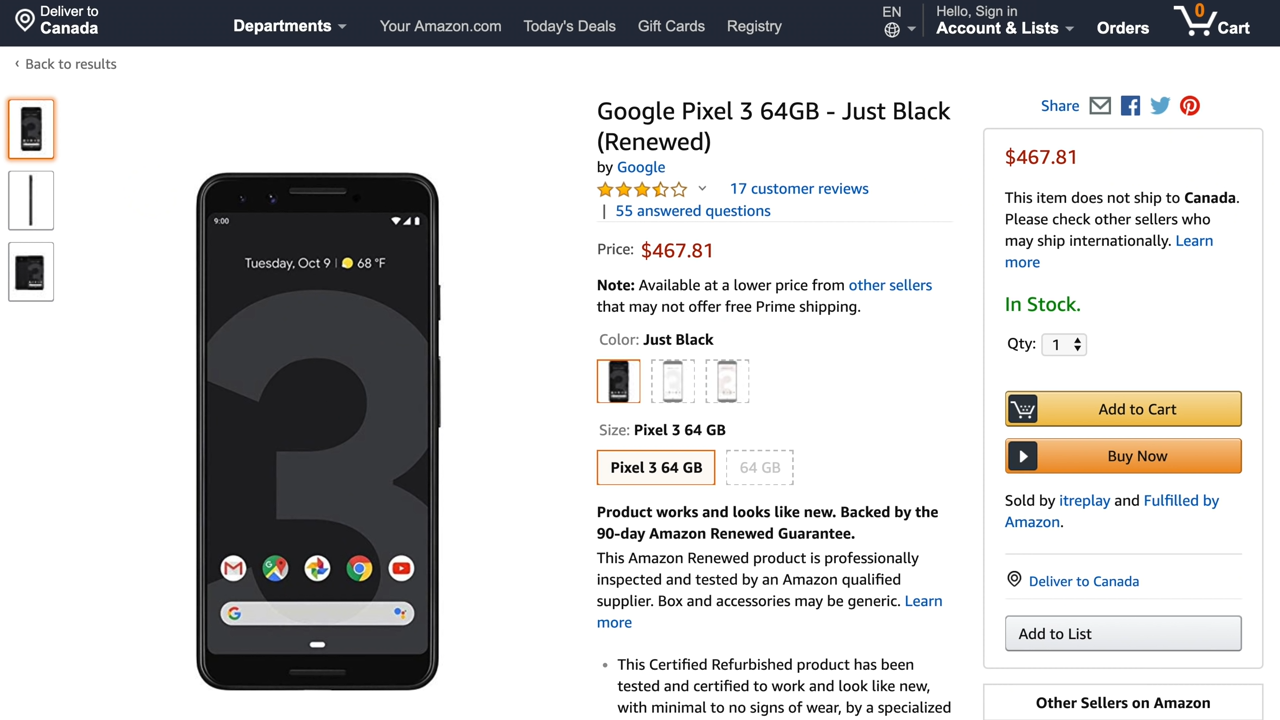 Deliver to
Canada
Departments
Your Amazon.com
Today's Deals
Gift Cards
Registry
EN
Hello, Sign in
Account & Lists
Orders
0
Cart
‹ Back to results
9:00
Tuesday, Oct 9 | 68 °F
Google Pixel 3 64GB - Just Black
(Renewed)
by Google
17 customer reviews
| 55 answered questions
Price: $467.81
Note: Available at a lower price from other sellers
that may not offer free Prime shipping.
Color: Just Black
Size: Pixel 3 64 GB
Pixel 3 64 GB
64 GB
Product works and looks like new. Backed by the
90-day Amazon Renewed Guarantee.
This Amazon Renewed product is professionally
inspected and tested by an Amazon qualified
supplier. Box and accessories may be generic. Learn
more
• This Certified Refurbished product has been
tested and certified to work and look like new,
with minimal to no signs of wear, by a specialized
Share
$467.81
This item does not ship to Canada.
Please check other sellers who
may ship internationally. Learn
more
In Stock.
Qty: 1
Add to Cart
Buy Now
Sold by itreplay and Fulfilled by
Amazon.
Deliver to Canada
Add to List
Other Sellers on Amazon